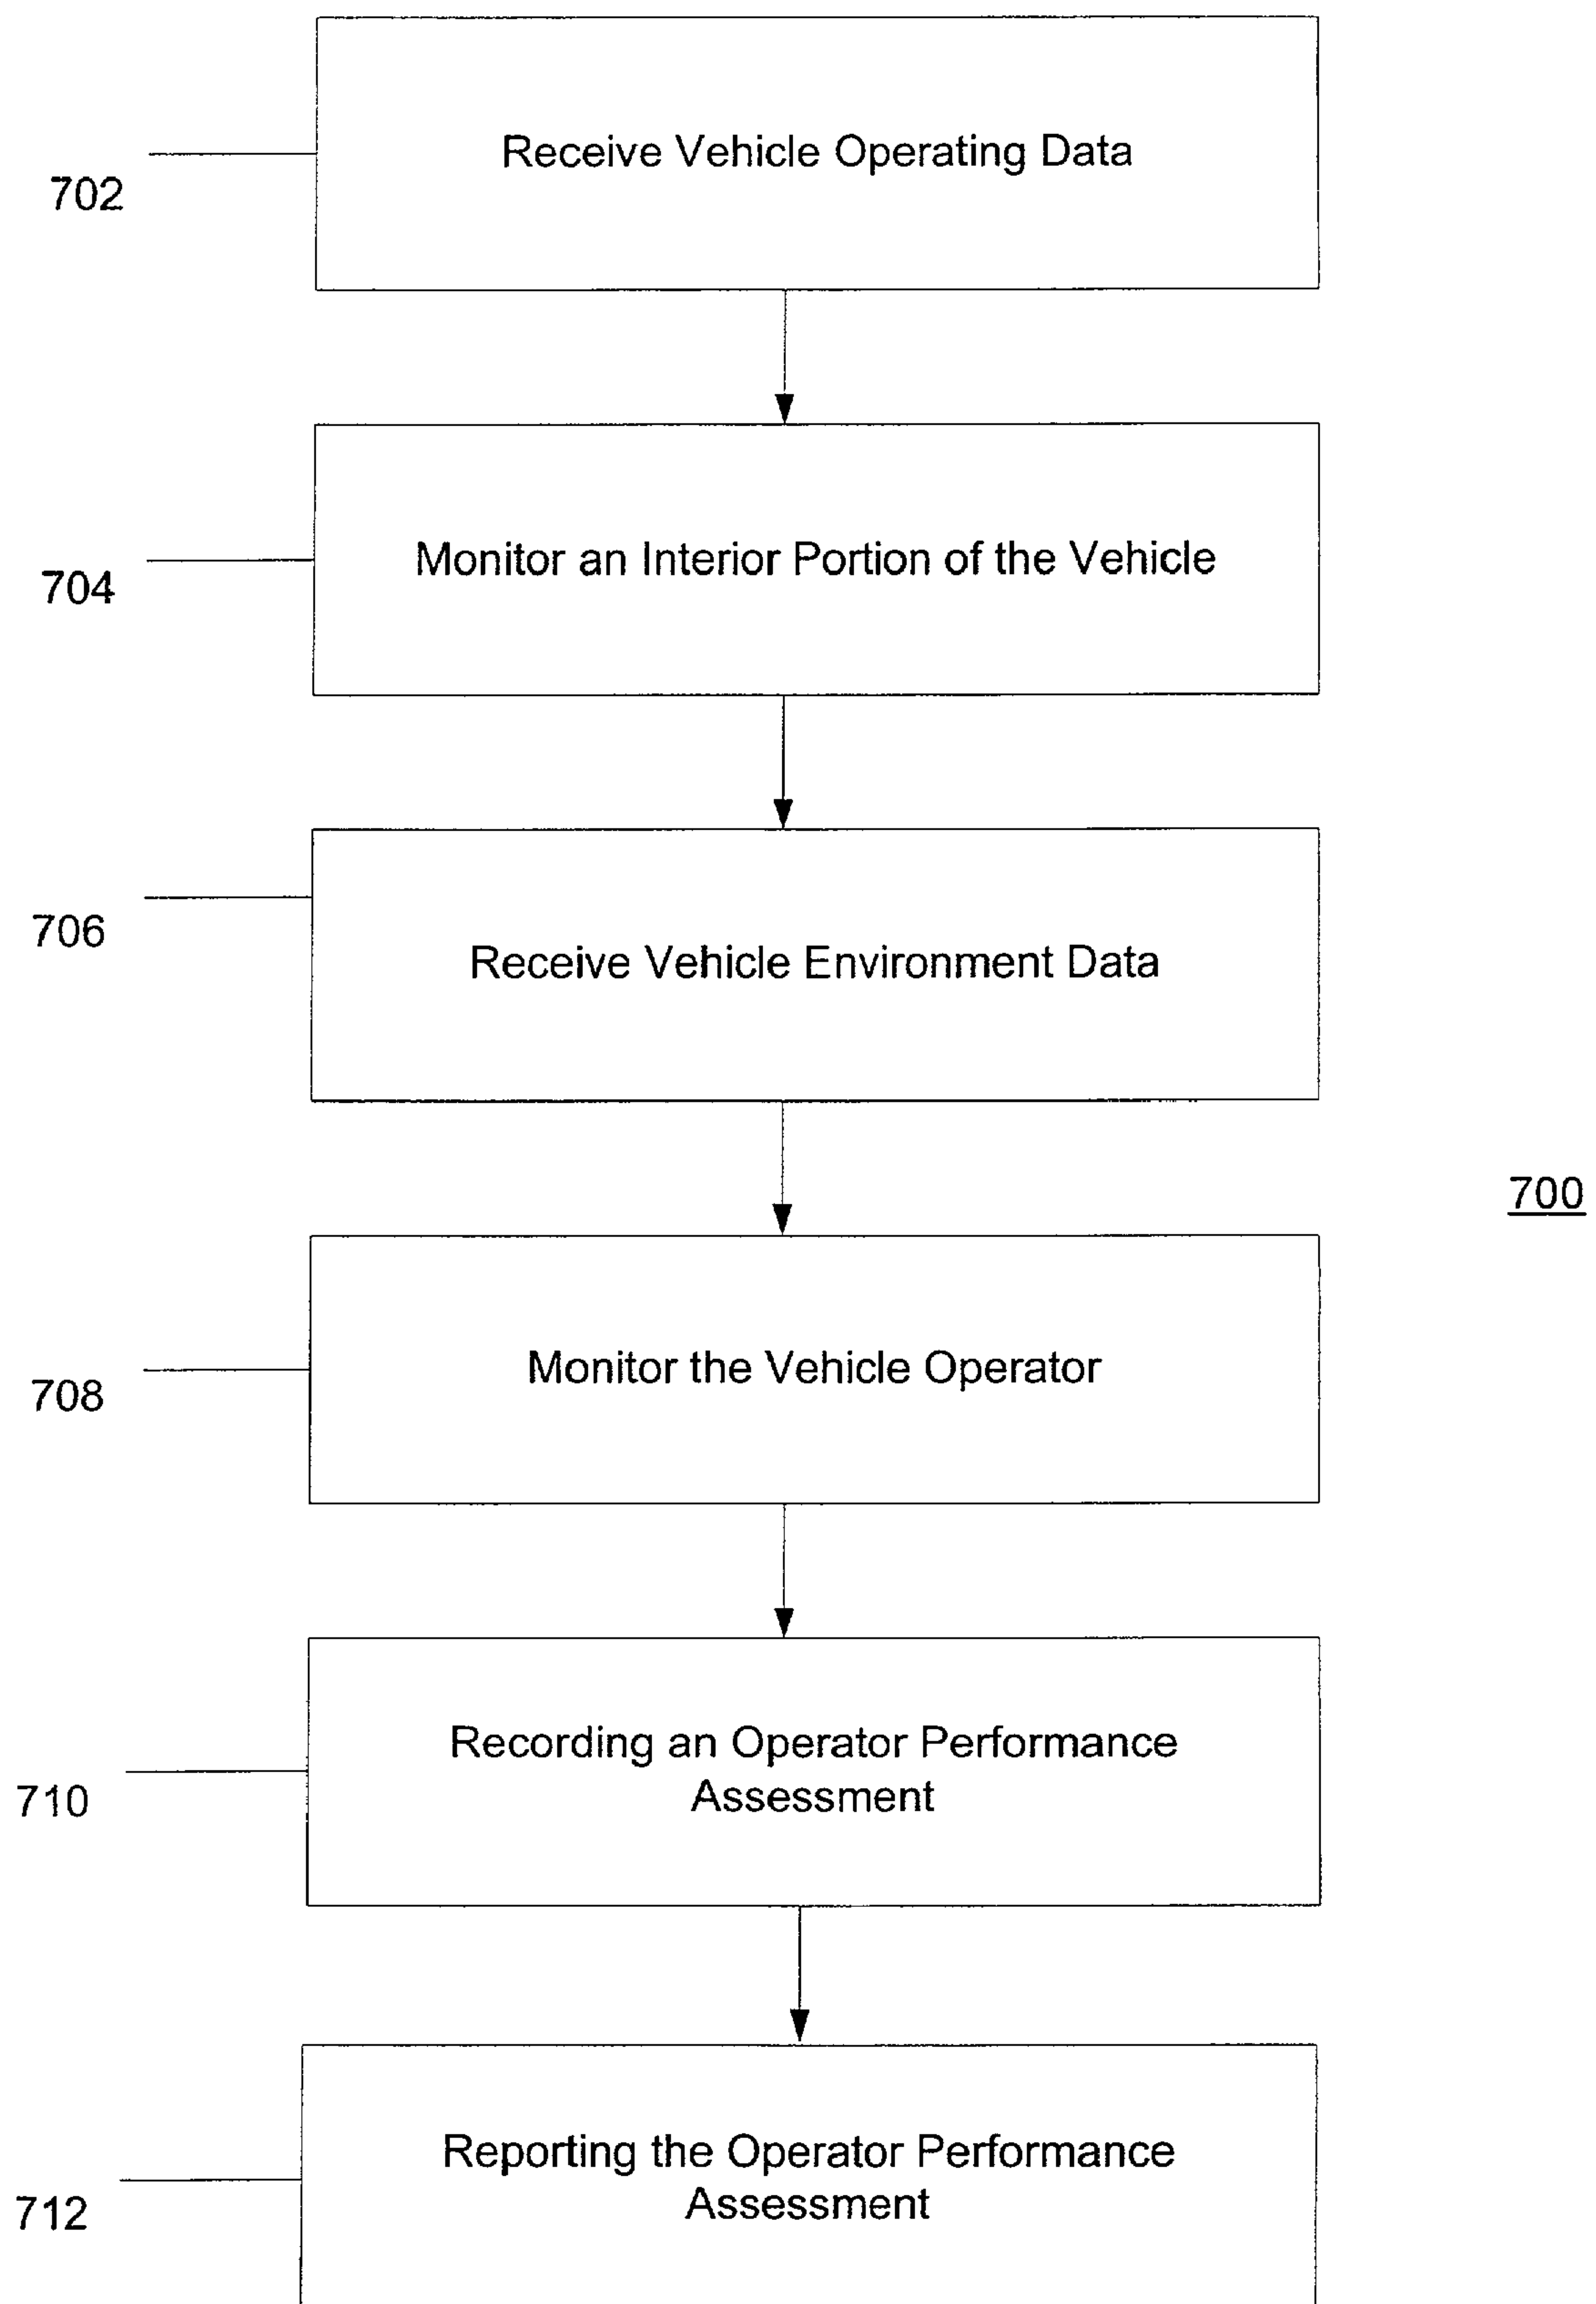 Receive Vehicle Operating Data
702
Monitor an Interior Portion of the Vehicle
704
706
Receive Vehicle Environment Data
700
Monitor the Vehicle Operator
708
Recording an Operator Performance
Assessment
710
Reporting the Operator Performance
Assessment
712